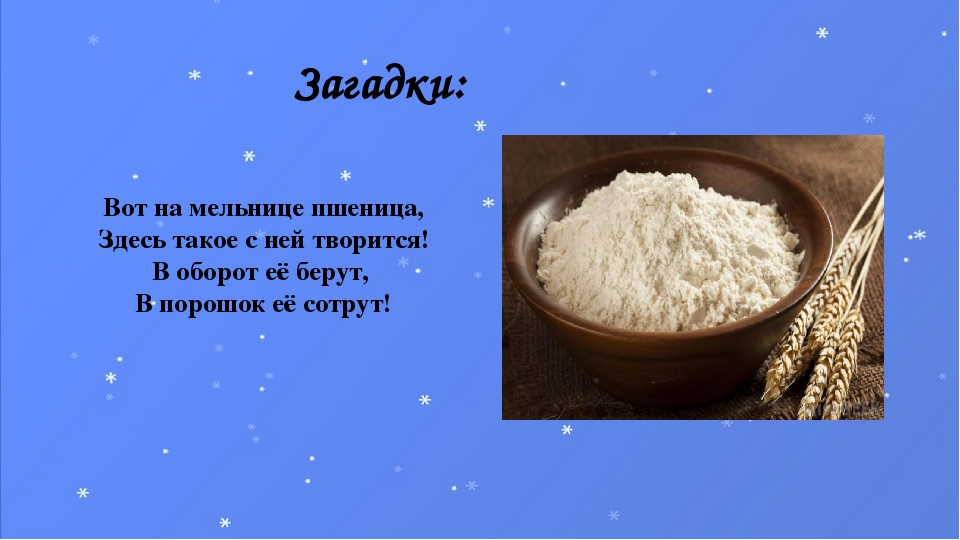 Загадки:
Вот на мельнице пшеница,
Здесь такое с ней творится!
В оборот её берут,
В порошок её сотрут!